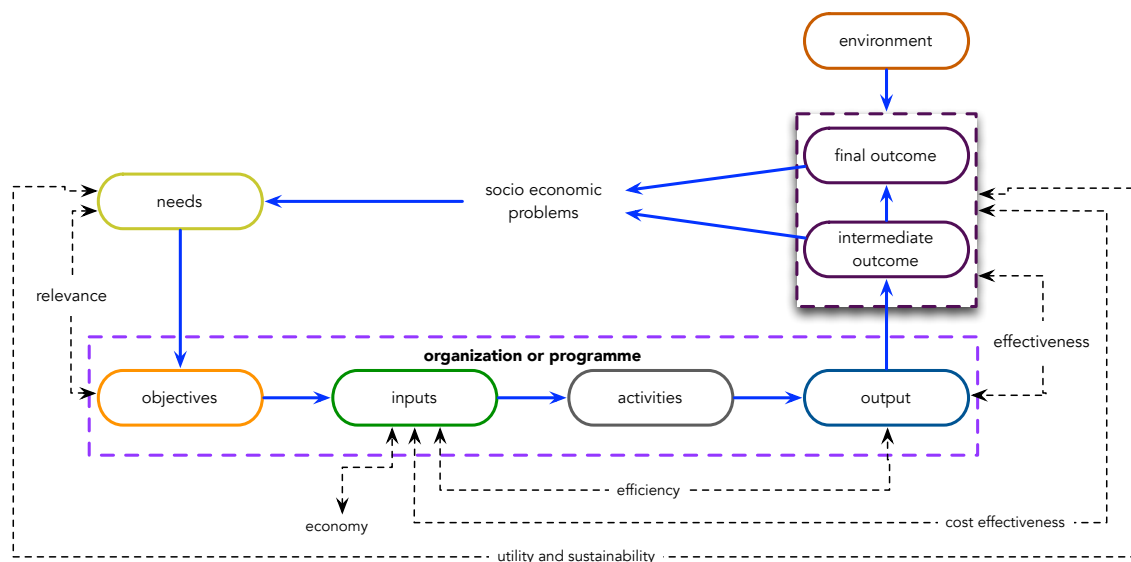 environment
final outcome
socio economic
problems
needs
intermediate
outcome
relevance
effectiveness
organization or programme
objectives
inputs
activities
output
efficiency
economy
cost effectiveness
utility and sustainability